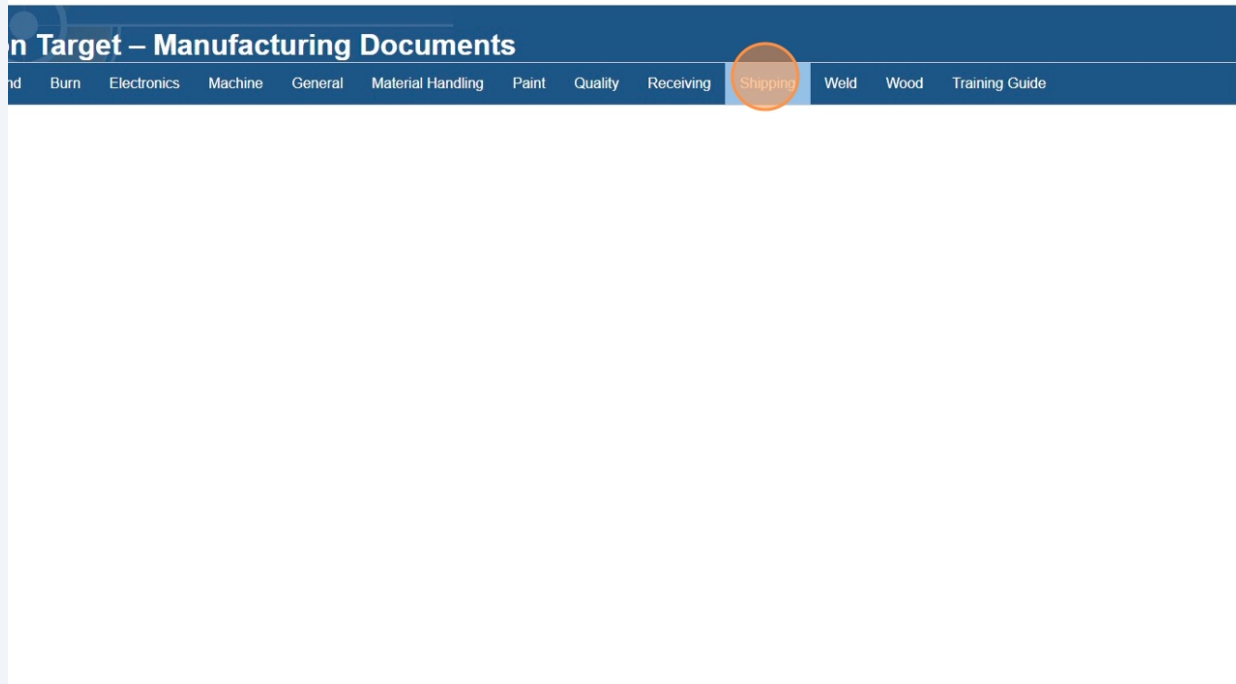 n Target – Manufacturing Documents
nd Burn Electronics Machine General Material Handling Paint Quality Receiving Shipping Weld Wood Training Guide